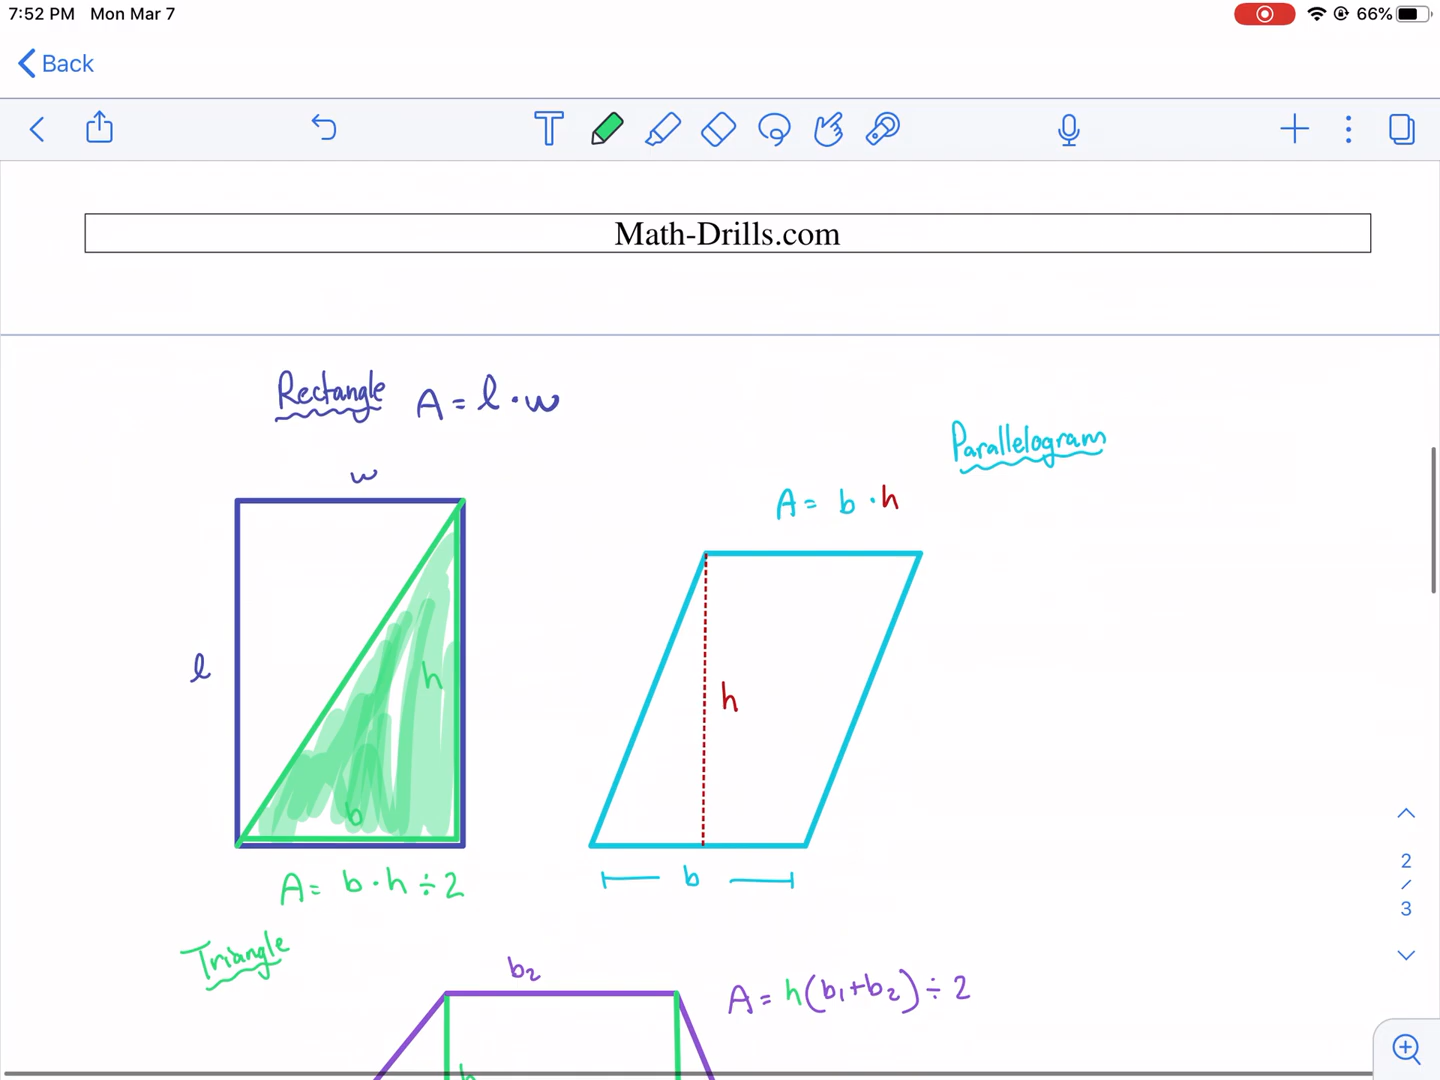 7:52 PM Mon Mar 7
66%
Back
T
Math-Drills.com
Rectangle A = l · w
Parallelogram
w
A = b · h
l
h
h
b
A = b · h ÷ 2
b
Triangle
b₂
A = h(b₁+b₂) ÷ 2
h
2
/
3